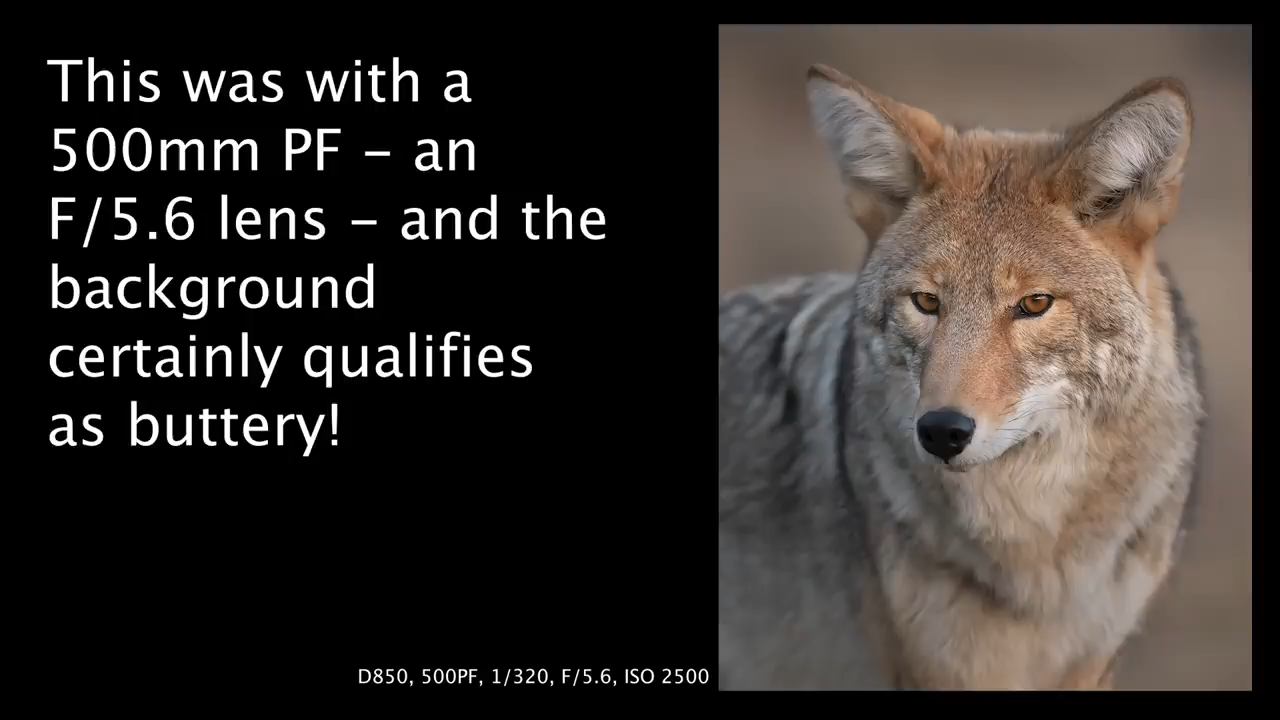 This was with a
500mm PF – an
F/5.6 lens – and the
background
certainly qualifies
as buttery!
D850, 500PF, 1/320, F/5.6, ISO 2500